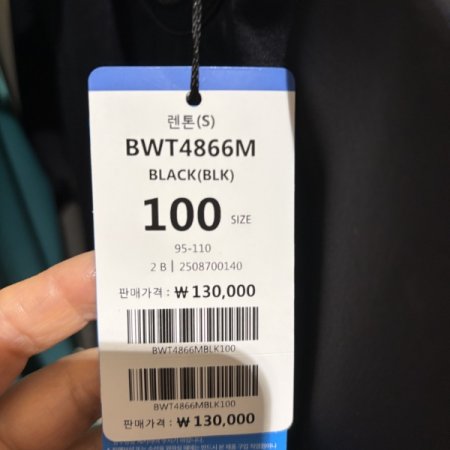 렌톤(S)
BWT4866M
BLACK(BLK)
100 SIZE
95-110
2 B | 2508700140
판매가격 : ₩ 130,000
BWT4866MBLK100
BWT4866MBLK100
판매가격 : ₩ 130,000